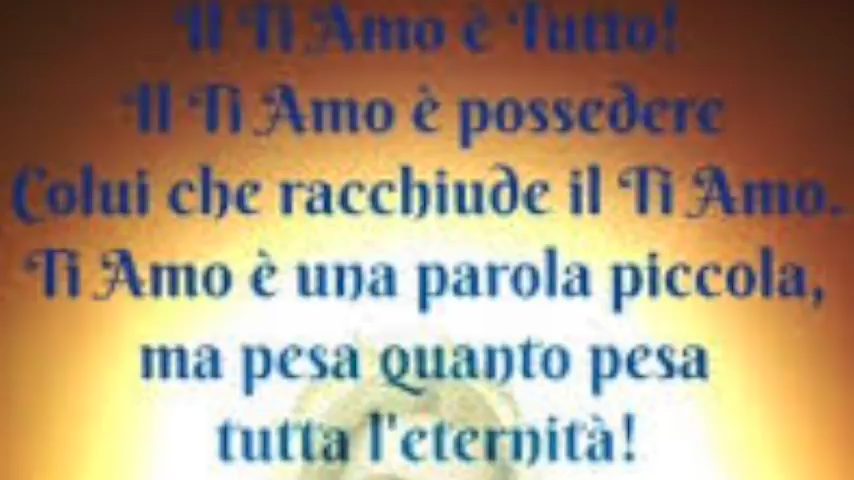 Il Ti Amo è Tutto!
Il Ti Amo è possedere
Colui che racchiude il Ti Amo.
Ti Amo è una parola piccola,
ma pesa quanto pesa
tutta l'eternità!